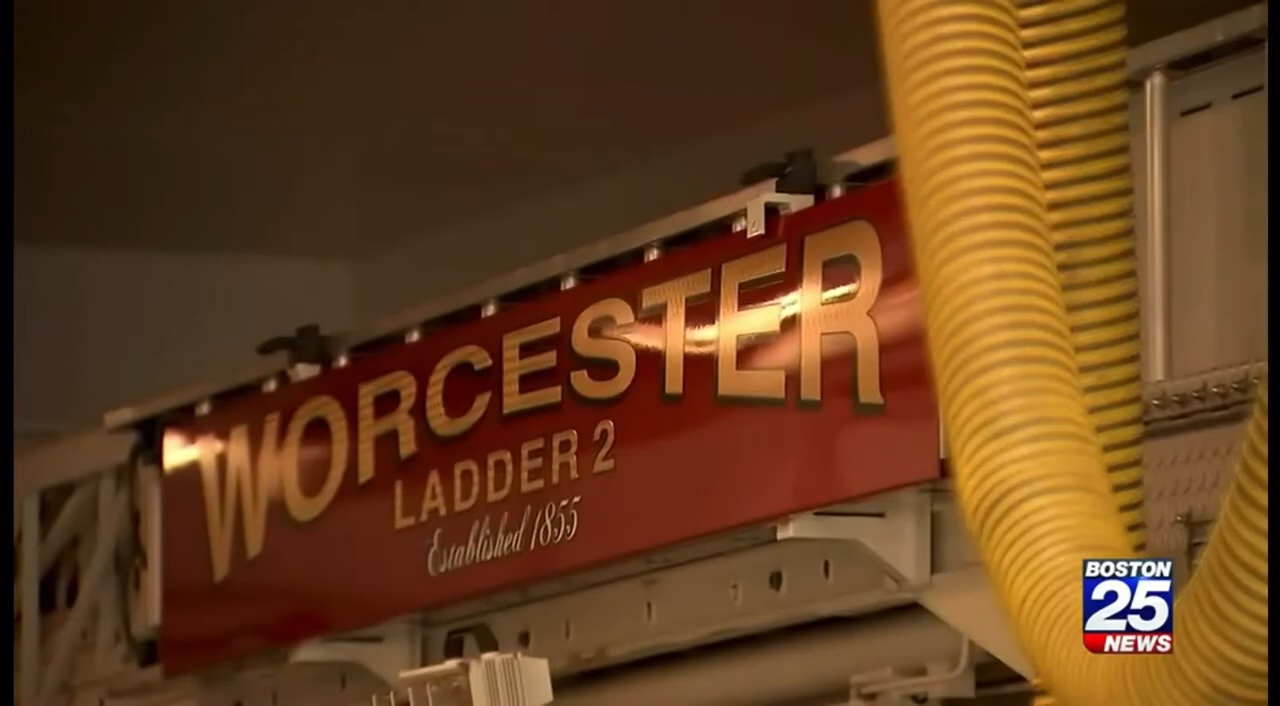 WORCESTER
LADDER 2
Established 1855
BOSTON
25
NEWS